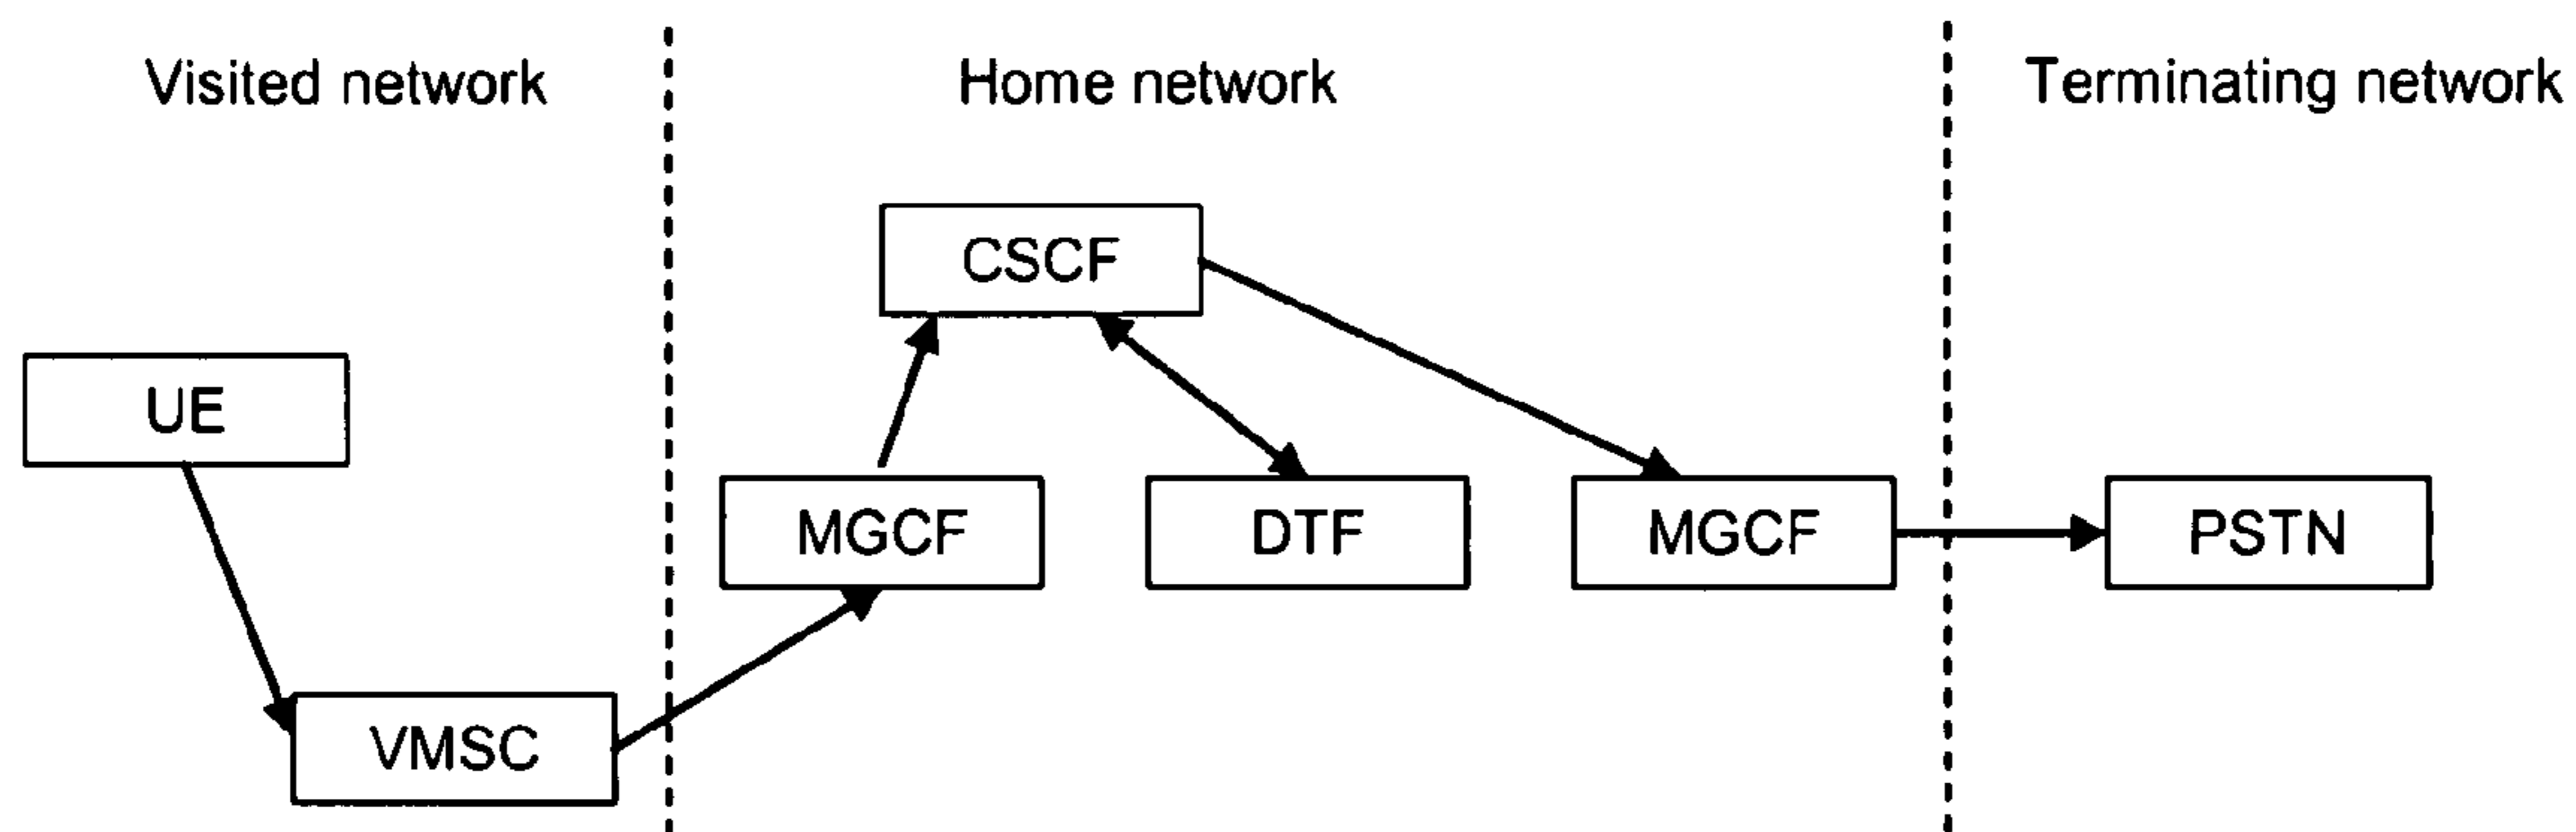 Visited network
Home network
Terminating network
CSCF
UE
MGCF
DTF
MGCF
PSTN
VMSC